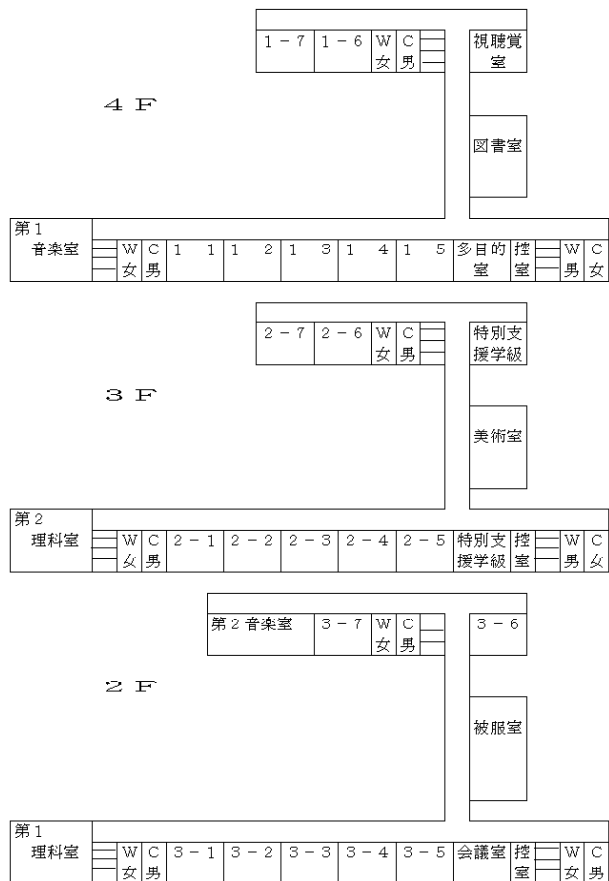 1-7 1-6 W C 視聴覚
女 男 室
4F
図書室
第1
音楽室 W C 1 1 1 2 1 3 1 4 1 5 多目的 控 W C
女 男 室 室 男 女
2-7 2-6 W C 特別支
女 男 援学級
3F
美術室
第2
理科室 W C 2-1 2-2 2-3 2-4 2-5 特別支 控 W C
女 男 援学級 室 男 女
第2音楽室 3-7 W C 3-6
女 男
2F
被服室
第1
理科室 W C 3-1 3-2 3-3 3-4 3-5 会議室 控 W C
女 男 室 女 男